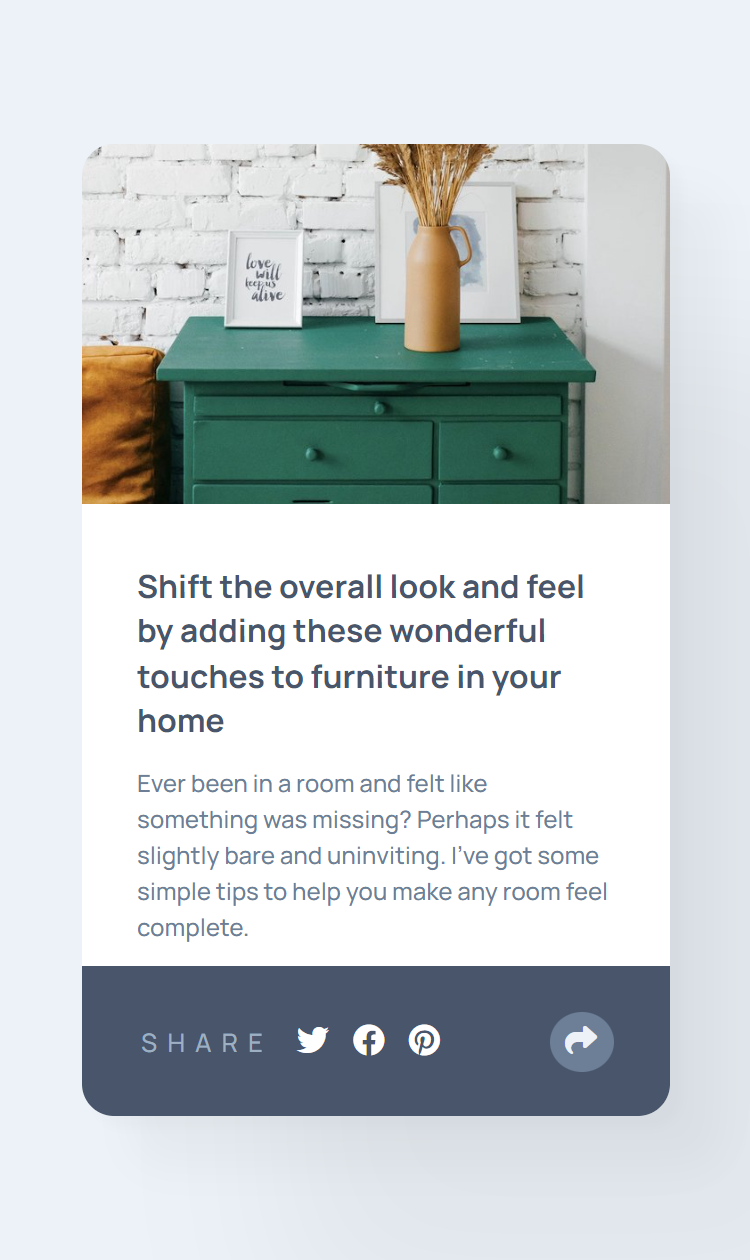 love
will
keep us
alive
Shift the overall look and feel
by adding these wonderful
touches to furniture in your
home
Ever been in a room and felt like
something was missing? Perhaps it felt
slightly bare and uninviting. I’ve got some
simple tips to help you make any room feel
complete.
SHARE